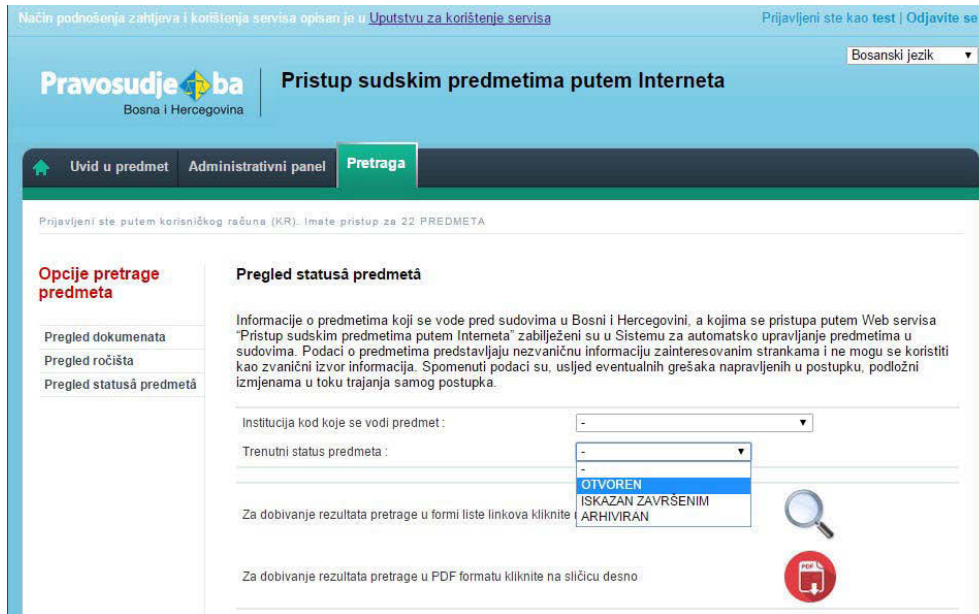 Način podnošenja zahtjeva i korištenja servisa opisan je u Uputstvu za korištenje servisa
Prijavljeni ste kao test | Odjavite se
Bosanski jezik
Pravosudje ba
Bosna i Hercegovina
Pristup sudskim predmetima putem Interneta
Uvid u predmet
Administrativni panel
Pretraga
Prijavljeni ste putem korisničkog računa (KR). Imate pristup za 22 PREDMETA
Opcije pretrage
predmeta
Pregled dokumenata
Pregled ročišta
Pregled statusâ predmetâ
Pregled statusâ predmetâ
Informacije o predmetima koji se vode pred sudovima u Bosni i Hercegovini, a kojima se pristupa putem Web servisa
"Pristup sudskim predmetima putem Interneta" zabilježeni su u Sistemu za automatsko upravljanje predmetima u
sudovima. Podaci o predmetima predstavljaju nezvaničnu informaciju zainteresovanim strankama i ne mogu se koristiti
kao zvanični izvor informacija. Spomenuti podaci su, usljed eventualnih grešaka napravljenih u postupku, podložni
izmjenama u toku trajanja samog postupka.
Institucija kod koje se vodi predmet :
-
Trenutni status predmeta :
-
-
OTVOREN
ISKAZAN ZAVRŠENIM
ARHIVIRAN
Za dobivanje rezultata pretrage u formi liste linkova kliknite
Za dobivanje rezultata pretrage u PDF formatu kliknite na sličicu desno
PDF